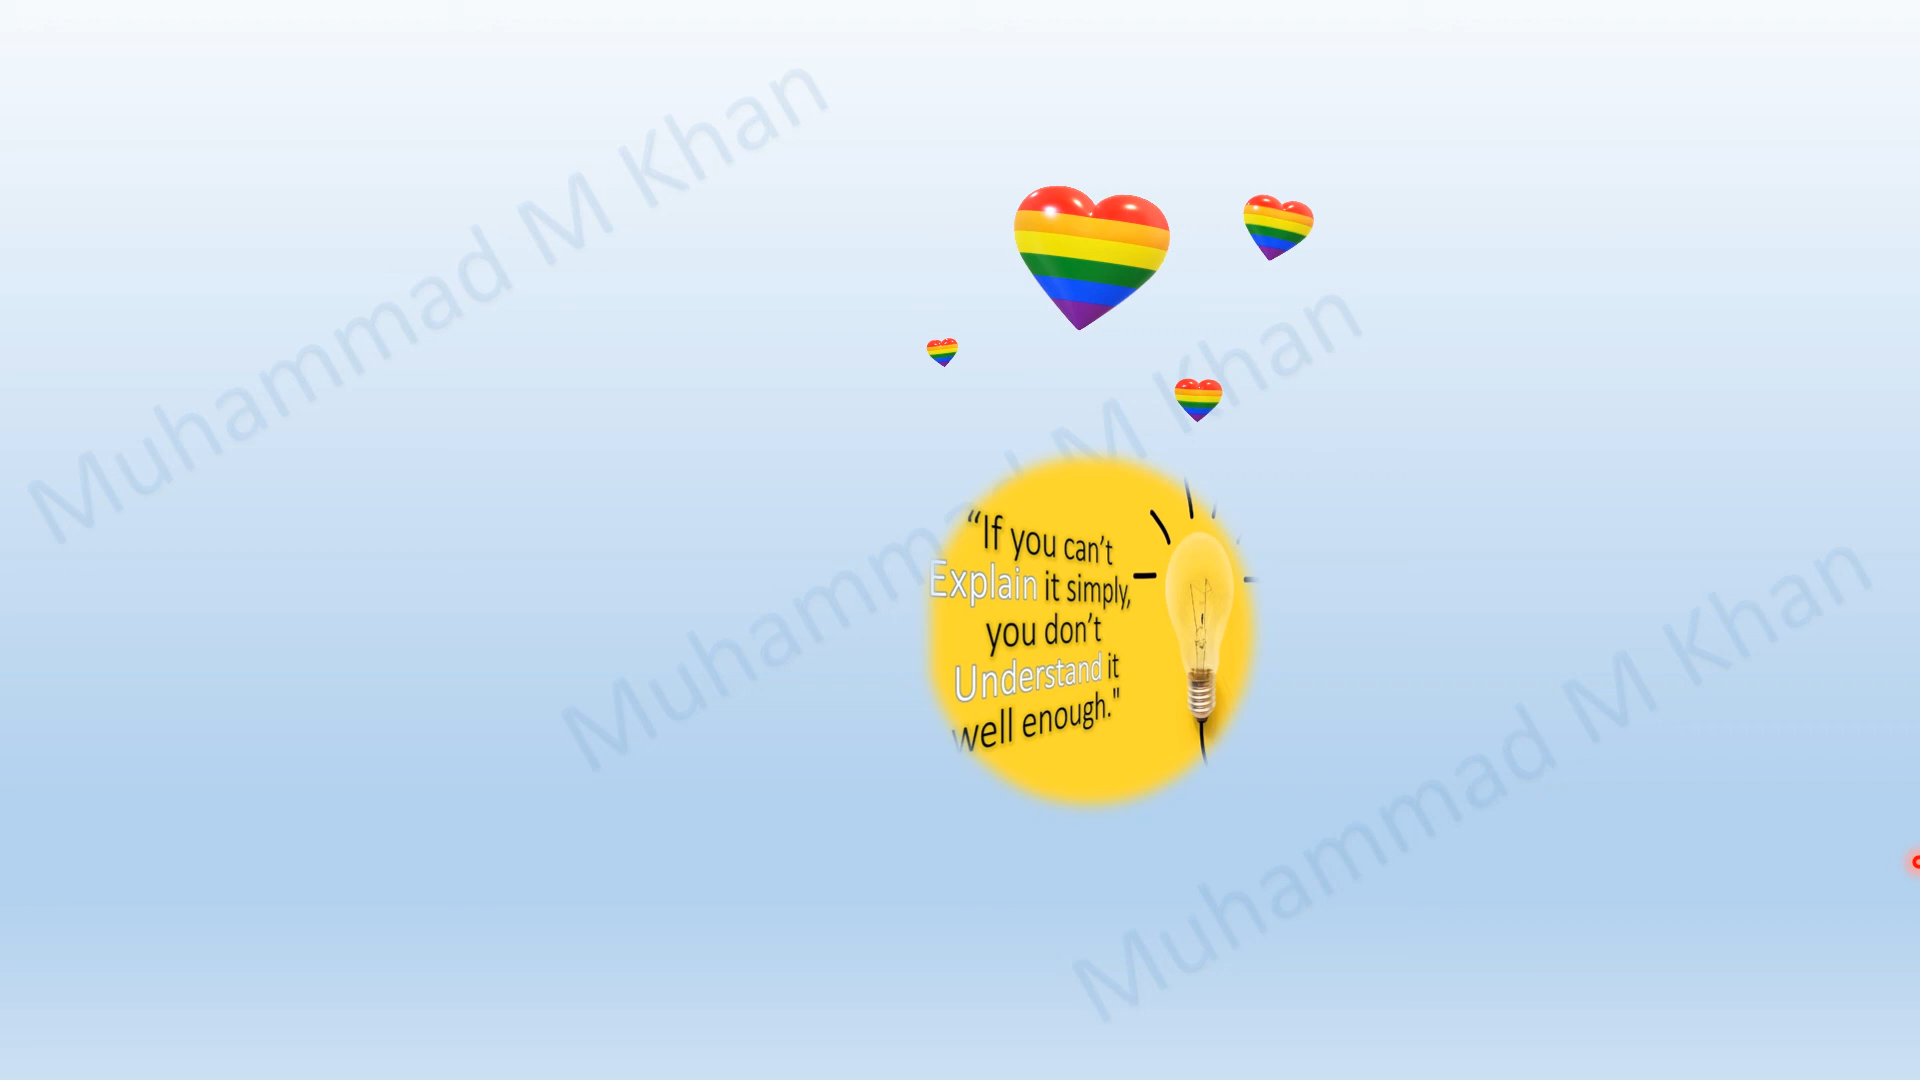 Muhammad M Khan
Muhammad M Khan
“If you can’t
Explain it simply,
you don’t
Understand it
well enough."
Muhammad M Khan